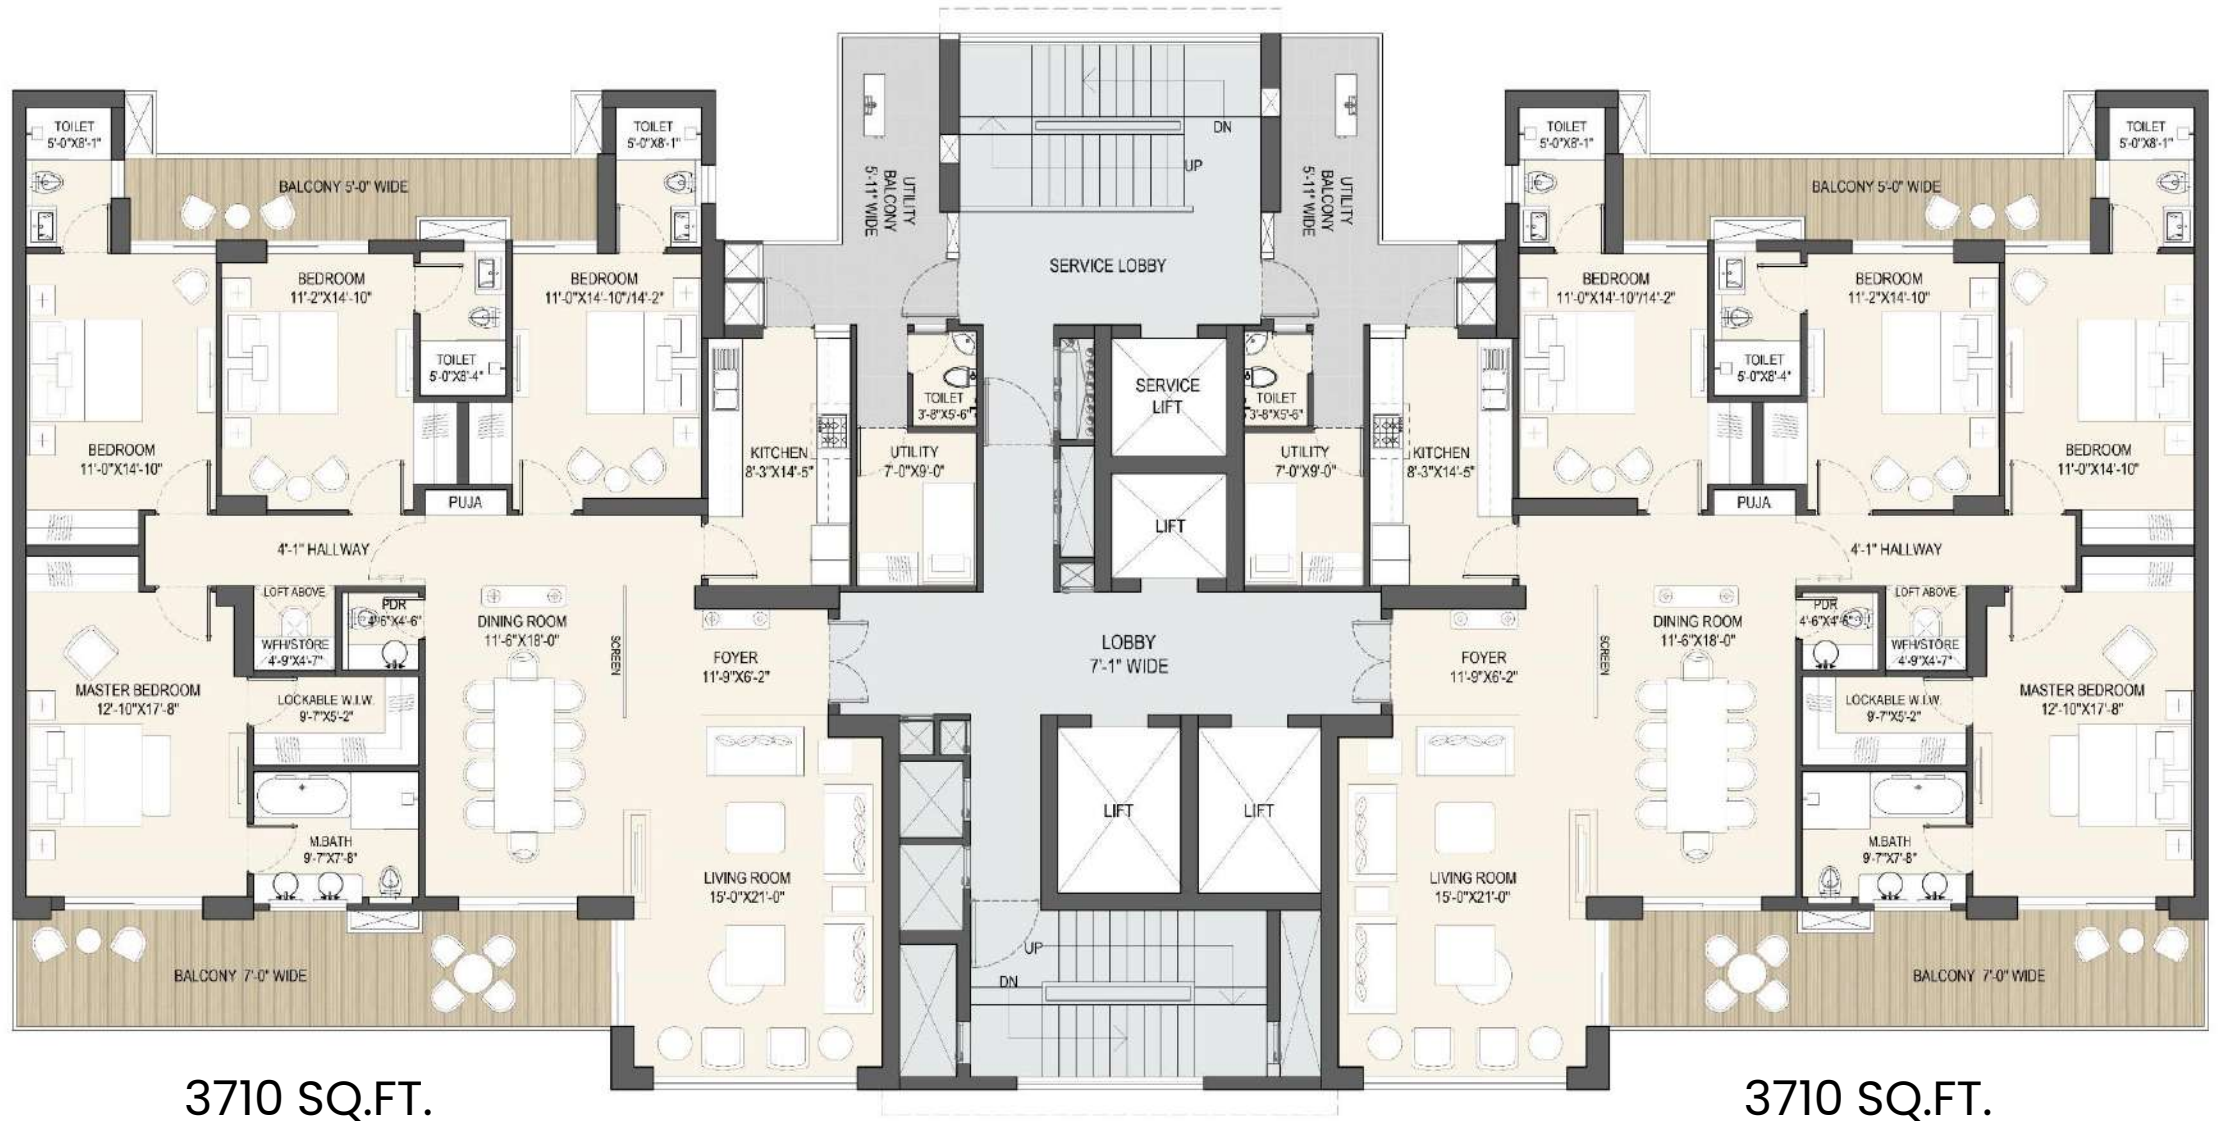 TOILET
5'-0"X8'-1"
BALCONY 5'-0" WIDE
TOILET
5'-0"X8'-1"
UTILITY
BALCONY
5'-11" WIDE
DN
UP
SERVICE LOBBY
UTILITY
BALCONY
5'-11" WIDE
TOILET
5'-0"X8'-1"
BALCONY 5'-0" WIDE
TOILET
5'-0"X8'-1"
BEDROOM
11'-0"X14'-10"
BEDROOM
11'-2"X14'-10"
TOILET
5'-0"X8'-4"
BEDROOM
11'-0"X14'-10"/14'-2"
PUJA
KITCHEN
8'-3"X14'-5"
TOILET
3'-8"X5'-6"
UTILITY
7'-0"X9'-0"
SERVICE
LIFT
LIFT
TOILET
3'-8"X5'-6"
UTILITY
7'-0"X9'-0"
KITCHEN
8'-3"X14'-5"
BEDROOM
11'-0"X14'-10"/14'-2"
TOILET
5'-0"X8'-4"
PUJA
BEDROOM
11'-2"X14'-10"
BEDROOM
11'-0"X14'-10"
4'-1" HALLWAY
LOFT ABOVE
WFH/STORE
4'-9"X4'-7"
PDR
4'-6"X4'-6"
DINING ROOM
11'-6"X18'-0"
SCREEN
FOYER
11'-9"X6'-2"
LOBBY
7'-1" WIDE
FOYER
11'-9"X6'-2"
SCREEN
DINING ROOM
11'-6"X18'-0"
PDR
4'-6"X4'-6"
4'-1" HALLWAY
LOFT ABOVE
WFH/STORE
4'-9"X4'-7"
MASTER BEDROOM
12'-10"X17'-8"
LOCKABLE W.I.W.
9'-7"X5'-2"
M.BATH
9'-7"X7'-8"
LIVING ROOM
15'-0"X21'-0"
LIFT
LIFT
UP
DN
LIVING ROOM
15'-0"X21'-0"
LOCKABLE W.I.W.
9'-7"X5'-2"
M.BATH
9'-7"X7'-8"
MASTER BEDROOM
12'-10"X17'-8"
BALCONY 7'-0" WIDE
BALCONY 7'-0" WIDE
3710 SQ.FT.
3710 SQ.FT.